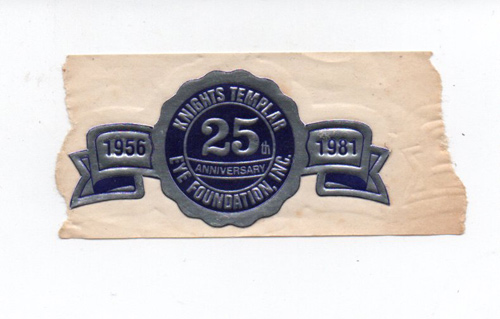 KNIGHTS TEMPLAR
1956
25th
1981
ANNIVERSARY
EYE FOUNDATION, INC.